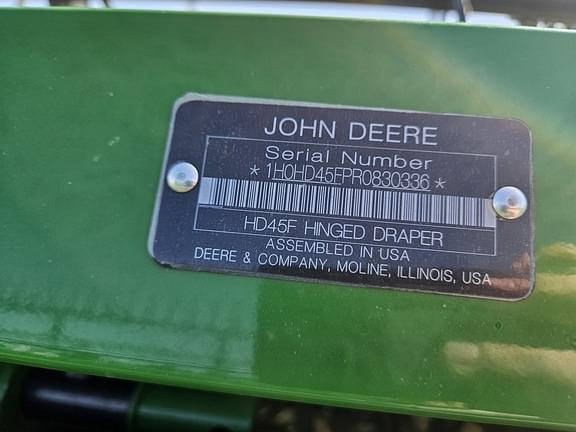 JOHN DEERE
Serial Number
*1H0HD45FPR0830336*
HD45F HINGED DRAPER
ASSEMBLED IN USA
DEERE & COMPANY, MOLINE, ILLINOIS, USA